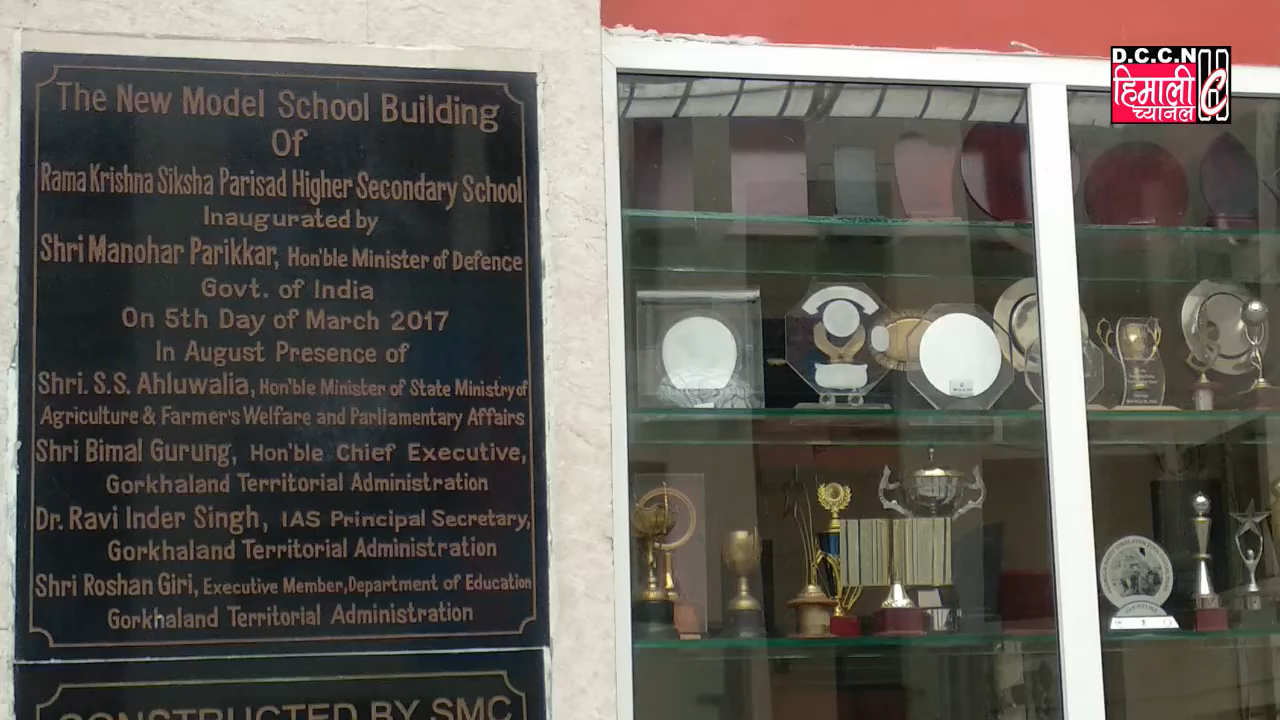 The New Model School Building
Of
Rama Krishna Siksha Parisad Higher Secondary School
Inaugurated by
Shri Manohar Parikkar, Hon'ble Minister of Defence
Govt. of India
On 5th Day of March 2017
In August Presence of
Shri. S.S. Ahluwalia, Hon'ble Minister of State Ministry of
Agriculture & Farmer's Welfare and Parliamentary Affairs
Shri Bimal Gurung, Hon'ble Chief Executive,
Gorkhaland Territorial Administration
Dr. Ravi Inder Singh, IAS Principal Secretary,
Gorkhaland Territorial Administration
Shri Roshan Giri, Executive Member, Department of Education
Gorkhaland Territorial Administration
CONSTRUCTED BY SMC
D.C.C.N
हिमाली
च्यानल